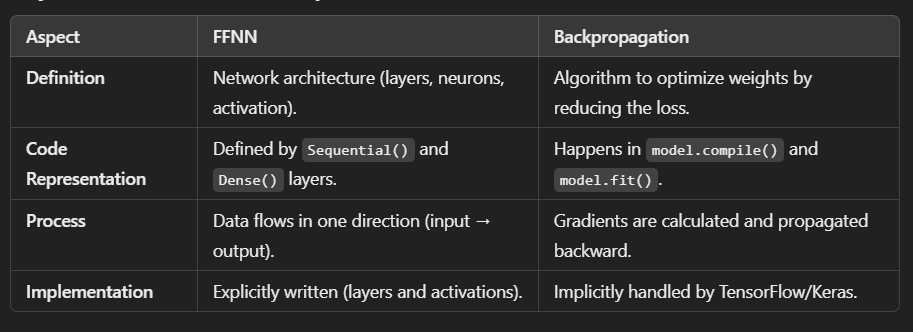 Aspect FFNN Backpropagation
Definition Network architecture (layers, neurons, Algorithm to optimize weights by
activation). reducing the loss.
Code Defined by Sequential() and Happens in model.compile() and
Representation Dense() layers. model.fit().
Process Data flows in one direction (input → Gradients are calculated and propagated
output). backward.
Implementation Explicitly written (layers and activations). Implicitly handled by TensorFlow/Keras.